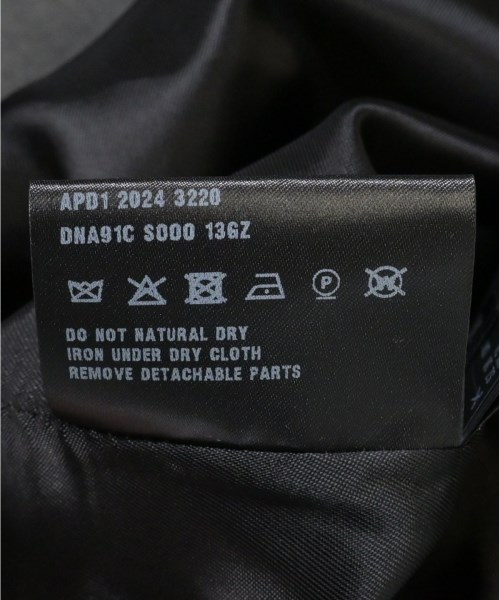 APD1 2024 3220
DNA91C S000 13GZ
P W
DO NOT NATURAL DRY
IRON UNDER DRY CLOTH
REMOVE DETACHABLE PARTS